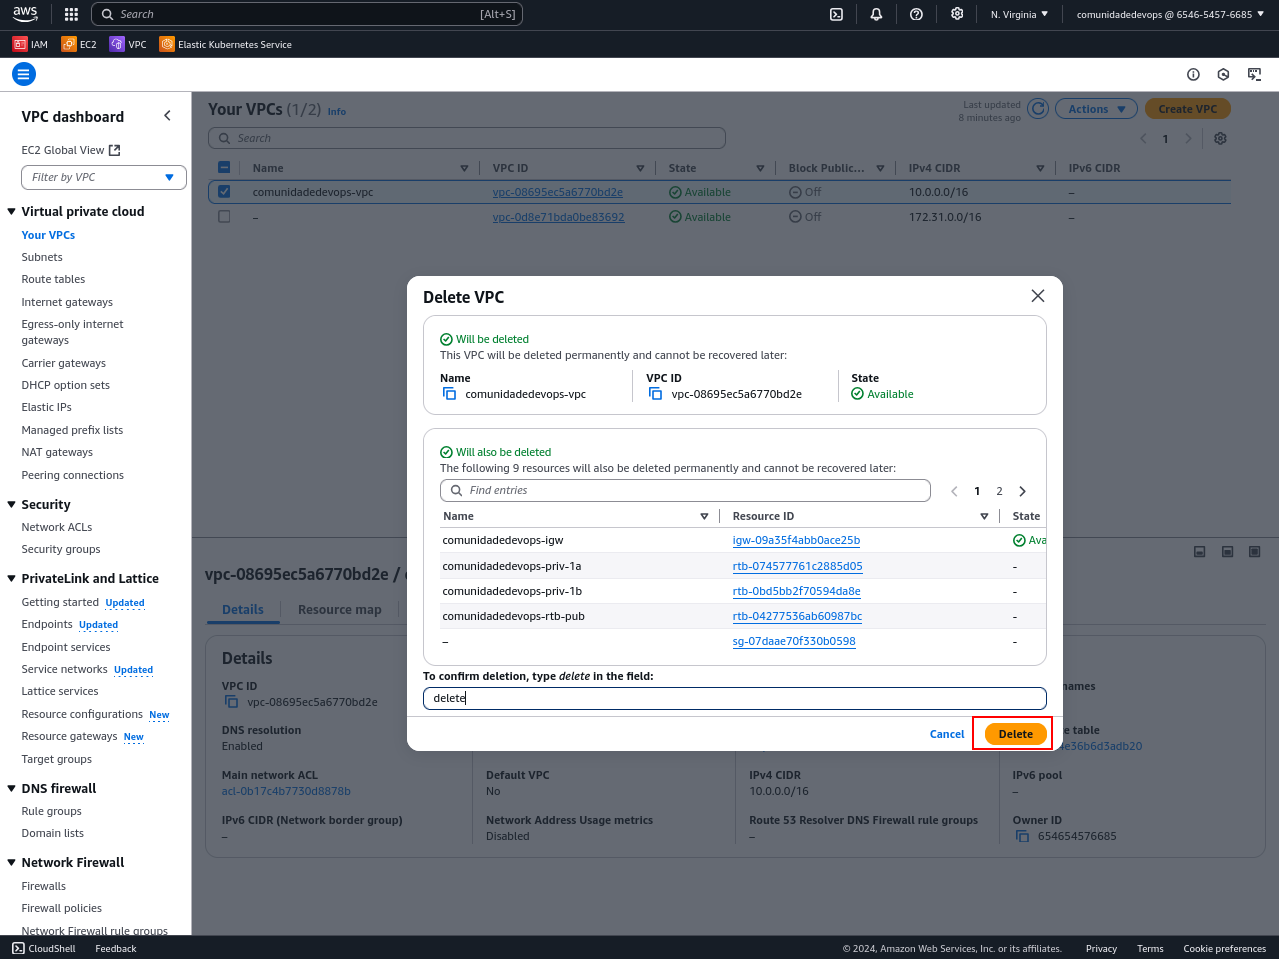 aws
Search [Alt+S]
N. Virginia
comunidadedevops @ 6546-5457-6685
IAM
EC2
VPC
Elastic Kubernetes Service
VPC dashboard
EC2 Global View
Filter by VPC
Virtual private cloud
Your VPCs
Subnets
Route tables
Internet gateways
Egress-only internet
gateways
Carrier gateways
DHCP option sets
Elastic IPs
Managed prefix lists
NAT gateways
Peering connections
Security
Network ACLs
Security groups
PrivateLink and Lattice
Getting started Updated
Endpoints Updated
Endpoint services
Service networks Updated
Lattice services
Resource configurations New
Resource gateways New
Target groups
DNS firewall
Rule groups
Domain lists
Network Firewall
Firewalls
Firewall policies
Network Firewall rule groups
Your VPCs (1/2) Info
Last updated
8 minutes ago
Actions
Create VPC
Search
1
Name VPC ID State Block Public... IPv4 CIDR IPv6 CIDR
comunidadedevops-vpc vpc-08695ec5a6770bd2e Available Off 10.0.0.0/16 –
– vpc-0d8e71bda0be83692 Available Off 172.31.0.0/16 –
Delete VPC
Will be deleted
This VPC will be deleted permanently and cannot be recovered later:
Name VPC ID State
comunidadedevops-vpc vpc-08695ec5a6770bd2e Available
Will also be deleted
The following 9 resources will also be deleted permanently and cannot be recovered later:
Find entries
1 2
Name Resource ID State
comunidadedevops-igw igw-09a35f4abb0ace25b Ava
comunidadedevops-priv-1a rtb-074577761c2885d05 -
comunidadedevops-priv-1b rtb-0bd5bb2f70594da8e -
comunidadedevops-rtb-pub rtb-04277536ab60987bc -
– sg-07daae70f330b0598 -
To confirm deletion, type delete in the field:
delete
Cancel Delete
vpc-08695ec5a6770bd2e /
Details Resource map
Details
VPC ID
vpc-08695ec5a6770bd2e
names
DNS resolution
Enabled
table
4e36b6d3adb20
Main network ACL
acl-0b17c4b7730d8878b
Default VPC
No
IPv4 CIDR
10.0.0.0/16
IPv6 pool
–
IPv6 CIDR (Network border group)
–
Network Address Usage metrics
Disabled
Route 53 Resolver DNS Firewall rule groups
–
Owner ID
654654576685
CloudShell Feedback
© 2024, Amazon Web Services, Inc. or its affiliates. Privacy Terms Cookie preferences